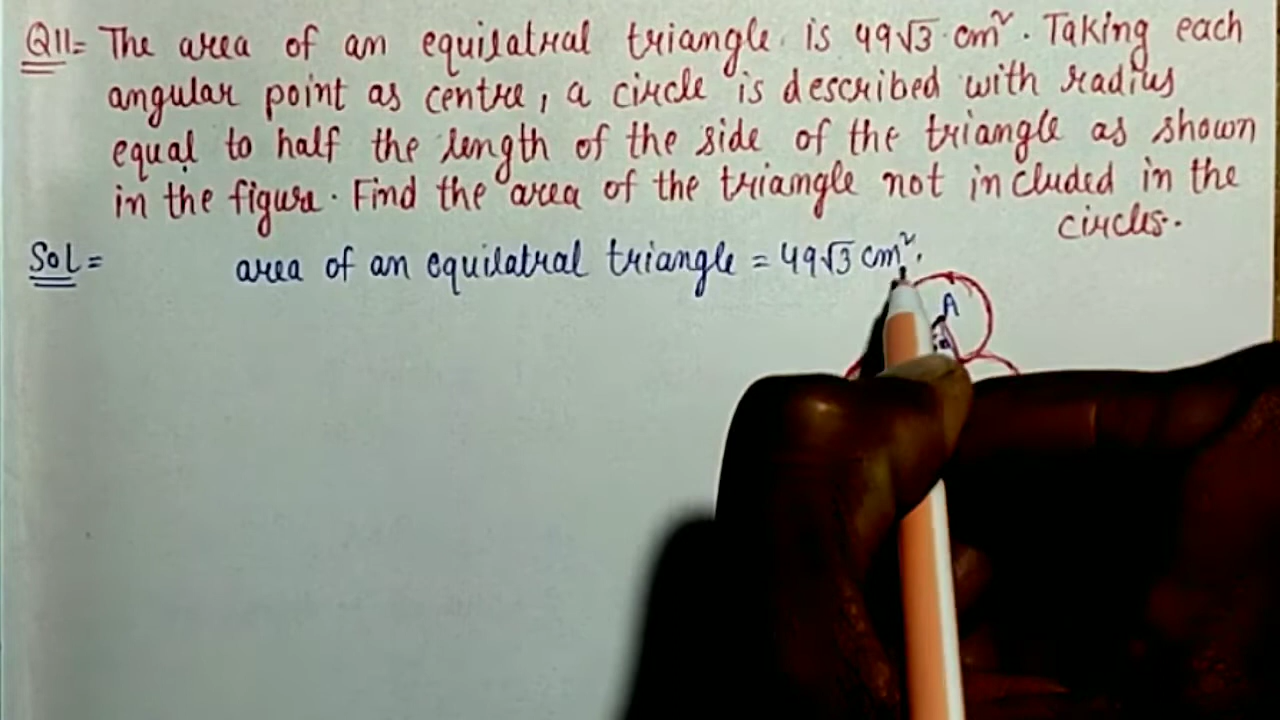 Q11= The area of an equilatral triangle is 49√3 cm². Taking each
angular point as centre, a circle is described with radius
equal to half the length of the side of the triangle as shown
in the figure. Find the area of the triangle not included in the
circles.
Sol= area of an equilatral triangle = 49√3 cm².
A